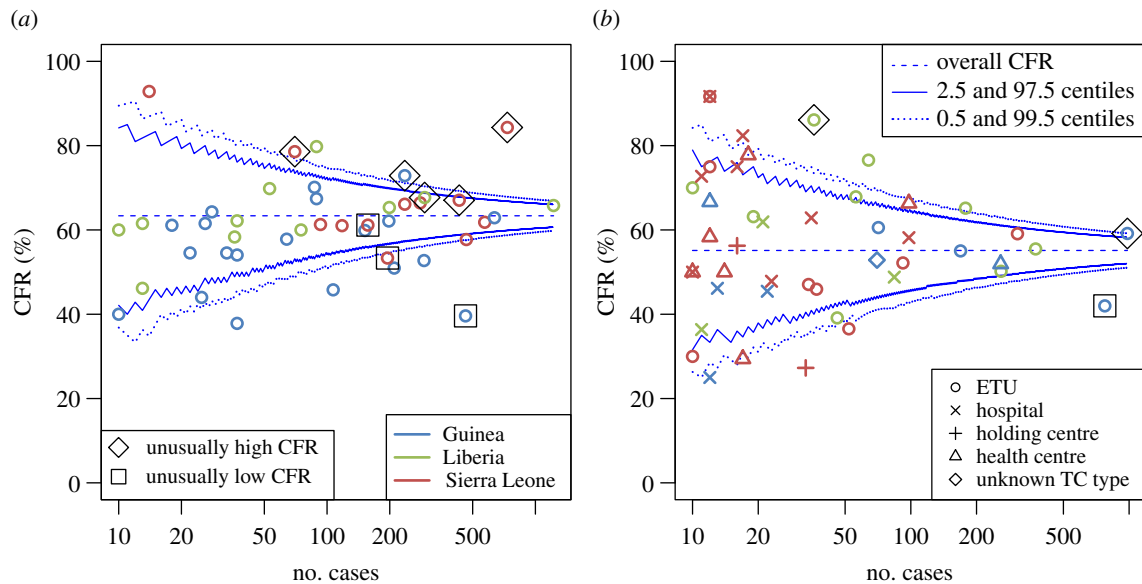 (a)
(b)
100
80
60
40
20
0
CFR (%)
10
20
50
100
200
500
no. cases
unusually high CFR
unusually low CFR
Guinea
Liberia
Sierra Leone
100
80
60
40
20
0
CFR (%)
10
20
50
100
200
500
no. cases
overall CFR
2.5 and 97.5 centiles
0.5 and 99.5 centiles
ETU
hospital
holding centre
health centre
unknown TC type